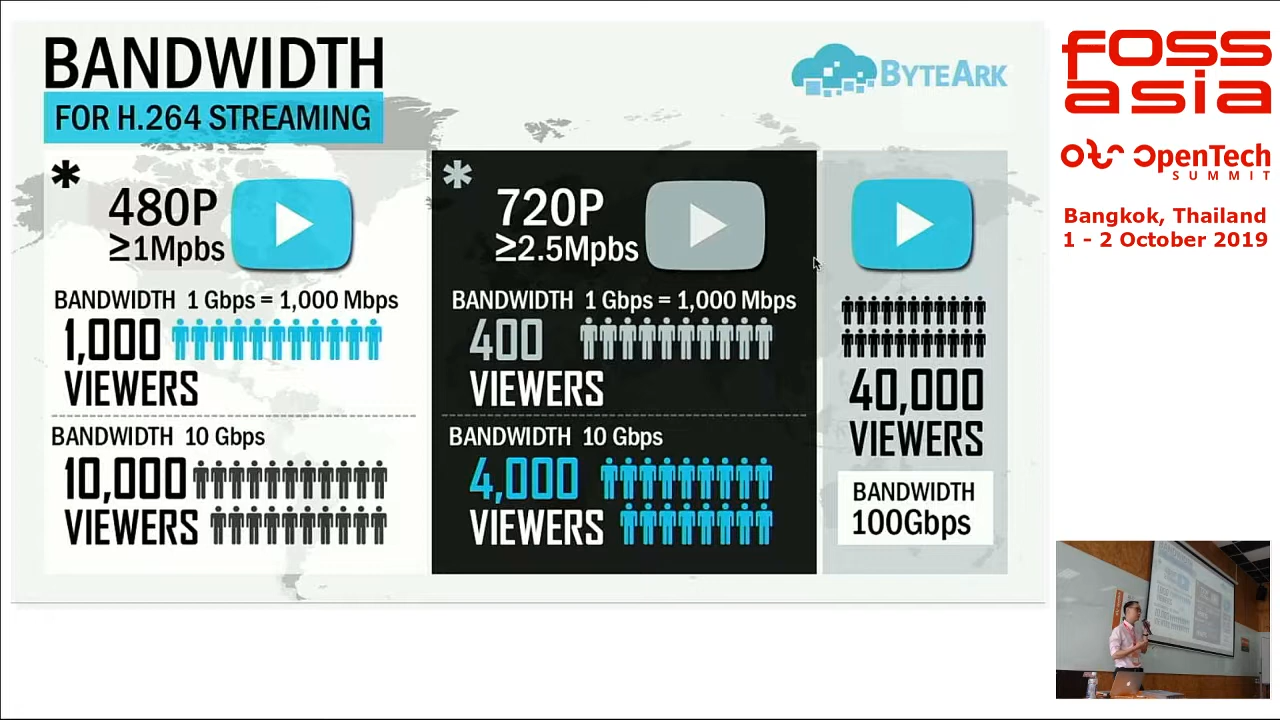 BANDWIDTH
FOR H.264 STREAMING
BYTEARK
*
480P
≥1Mpbs
BANDWIDTH 1 Gbps = 1,000 Mbps
1,000
VIEWERS
BANDWIDTH 10 Gbps
10,000
VIEWERS
*
720P
≥2.5Mpbs
BANDWIDTH 1 Gbps = 1,000 Mbps
400
VIEWERS
BANDWIDTH 10 Gbps
4,000
VIEWERS
40,000
VIEWERS
BANDWIDTH
100Gbps
FOSS
asia
OpenTech
SUMMIT
Bangkok, Thailand
1 - 2 October 2019